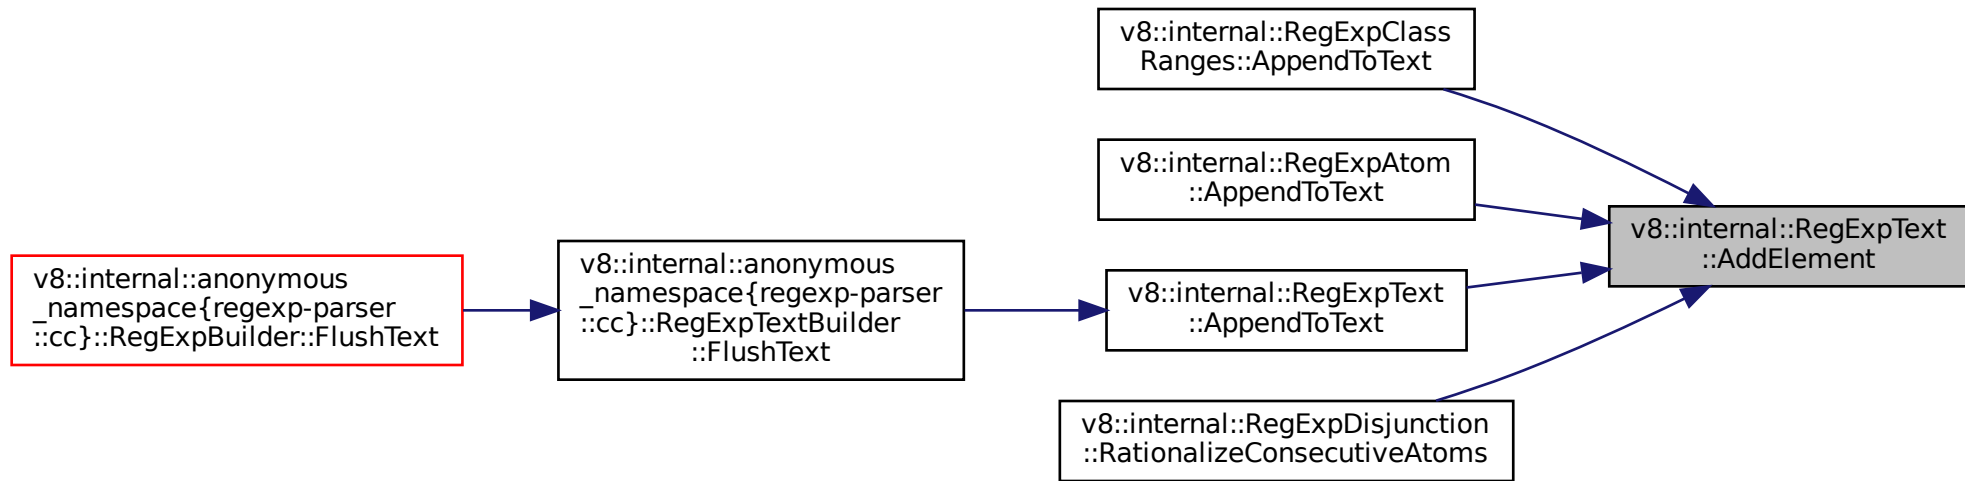 v8::internal::RegExpClass
Ranges::AppendToText
v8::internal::RegExpAtom
::AppendToText
v8::internal::RegExpText
::AddElement
v8::internal::anonymous
_namespace{regexp-parser
::cc}::RegExpBuilder::FlushText
v8::internal::anonymous
_namespace{regexp-parser
::cc}::RegExpTextBuilder
::FlushText
v8::internal::RegExpText
::AppendToText
v8::internal::RegExpDisjunction
::RationalizeConsecutiveAtoms